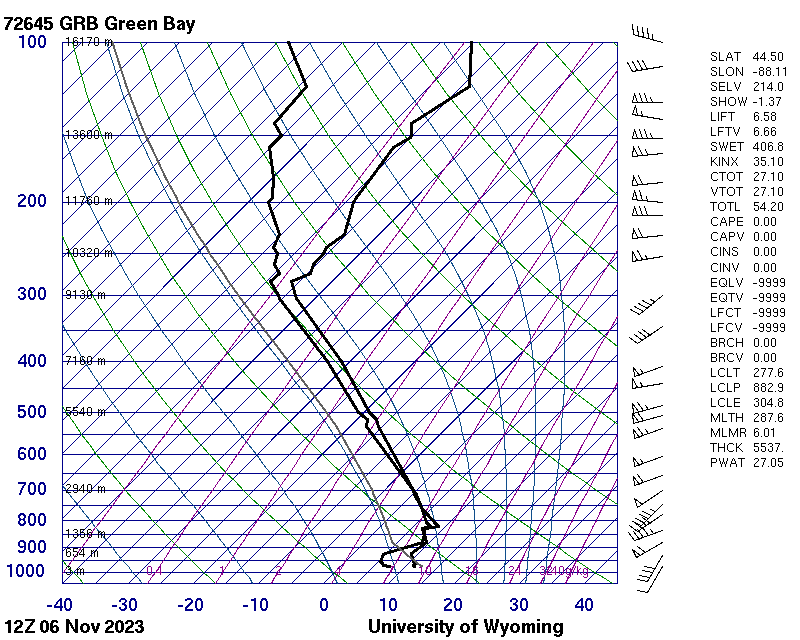 72645 GRB Green Bay
100
16170 m
SLAT 44.50
SLON -88.11
SELV 214.0
SHOW -1.37
LIFT 6.58
LFTV 6.66
SWET 406.8
KINX 35.10
CTOT 27.10
VTOT 27.10
TOTL 54.20
CAPE 0.00
CAPV 0.00
CINS 0.00
CINV 0.00
EQLV -9999
EQTV -9999
LFCT -9999
LFCV -9999
BRCH 0.00
BRCV 0.00
LCLT 277.6
LCLP 882.9
LCLE 304.8
MLTH 287.6
MLMR 6.01
THCK 5537.
PWAT 27.05
13600 m
200 11760 m
10320 m
300 9130 m
400 7160 m
500 5540 m
600
700 2940 m
800
1356 m
900
654 m
1000
0.4 1 2 4 10 16 24
g/kg
-40 -30 -20 -10 0 10 20 30 40
12Z 06 Nov 2023 University of Wyoming